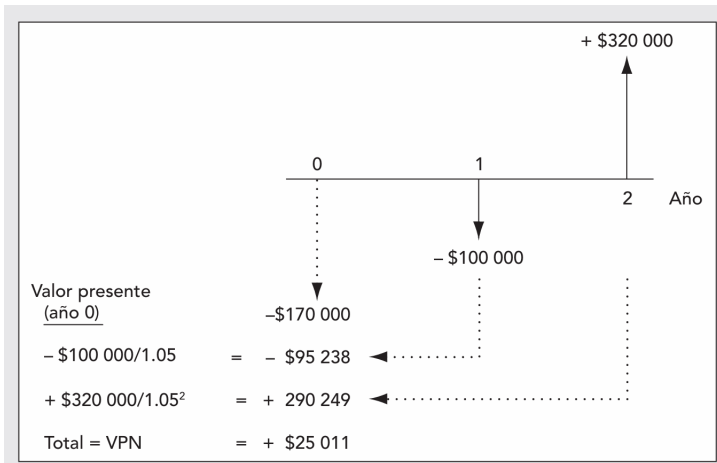 + $320 000
0 1
2 Año
– $100 000
Valor presente
(año 0)
–$170 000
– $100 000/1.05 = – $95 238
+ $320 000/1.05² = + 290 249
Total = VPN = + $25 011